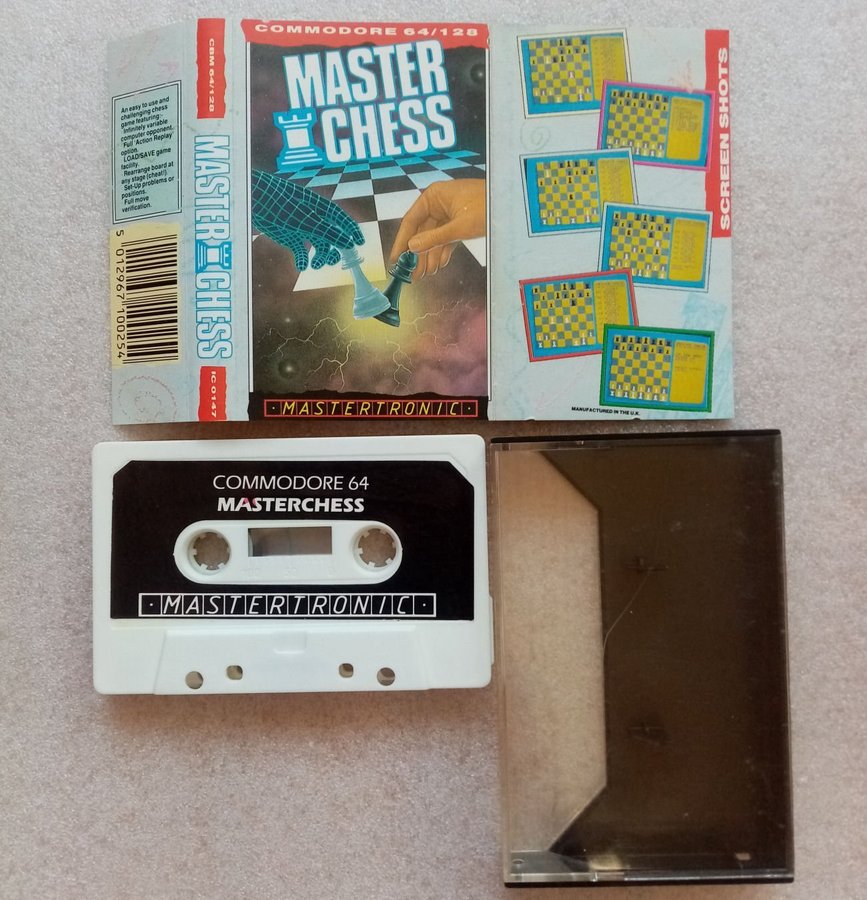 COMMODORE 64/128
MASTER
CHESS
· MASTERTRONIC ·
CBM 64/128
An easy to use and
challenging chess
game featuring:-
Infinitely variable
computer opponent.
Full 'Action Replay'
option.
LOAD/SAVE game
facility.
Rearrange board at
any stage (cheat!)
Set-Up problems or
positions.
Full move
verification.
MASTER CHESS
5 012967 100254
IC 0147
SCREEN SHOTS
MANUFACTURED IN THE U.K.
COMMODORE 64
MASTERCHESS
· MASTERTRONIC ·